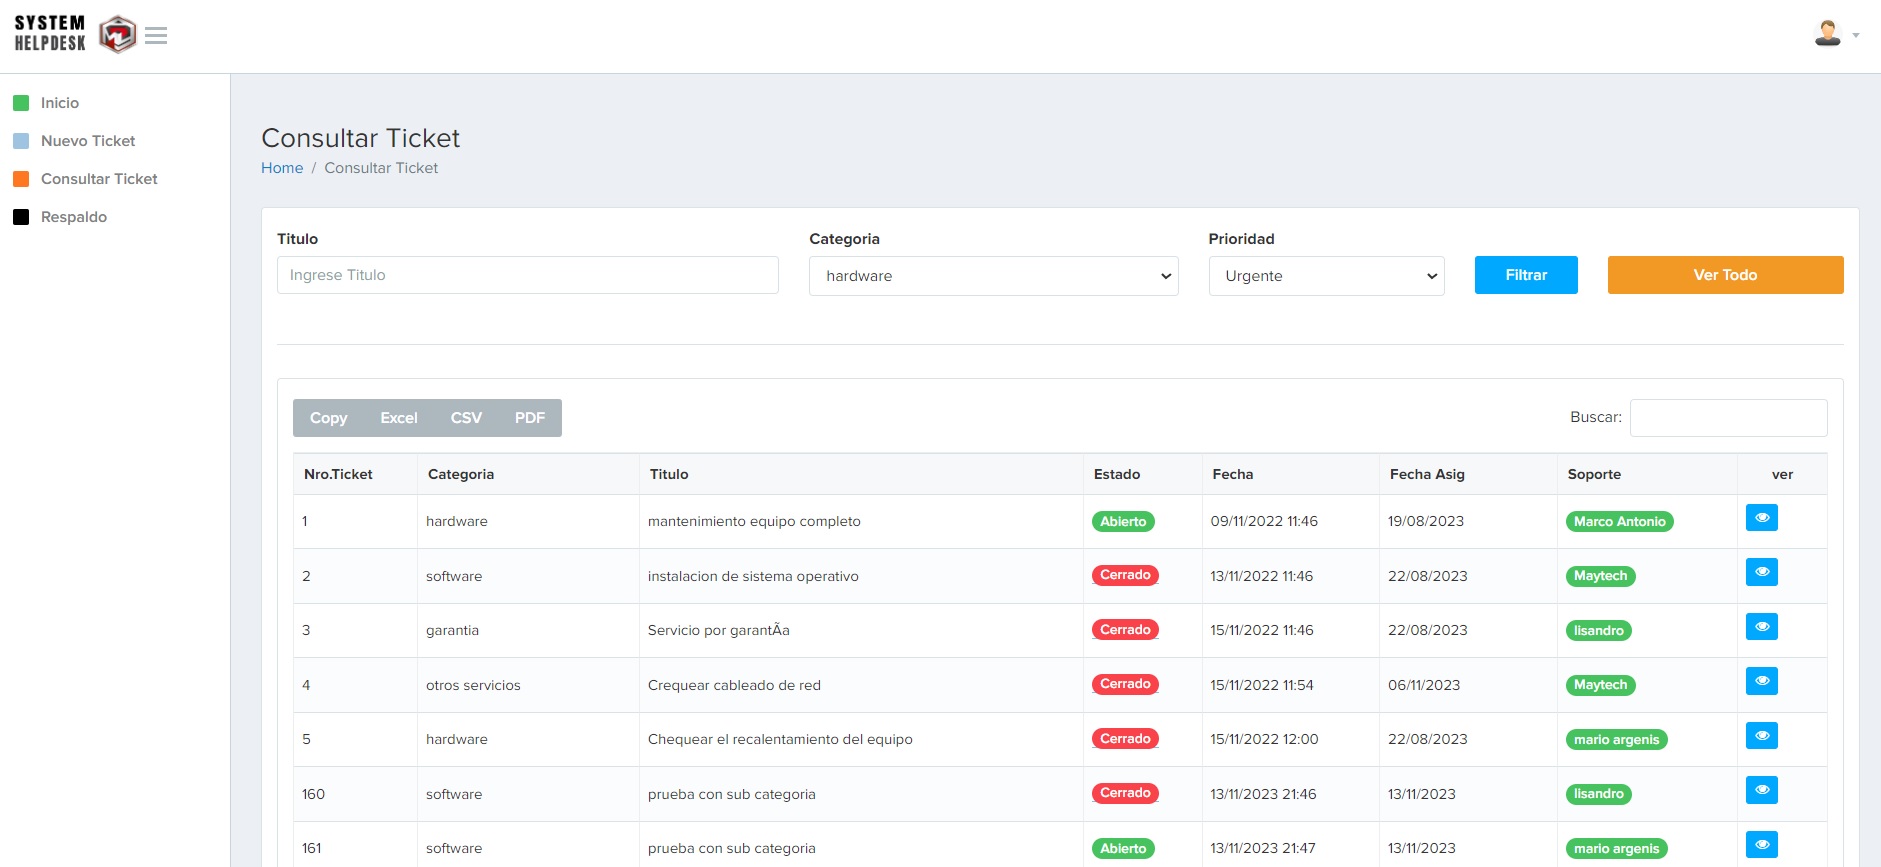 SYSTEM
HELPDESK
Inicio
Nuevo Ticket
Consultar Ticket
Respaldo
Consultar Ticket
Home / Consultar Ticket
Titulo Categoria Prioridad
Ingrese Titulo hardware Urgente Filtrar Ver Todo
Copy Excel CSV PDF Buscar:
Nro.Ticket Categoria Titulo Estado Fecha Fecha Asig Soporte ver
1 hardware mantenimiento equipo completo Abierto 09/11/2022 11:46 19/08/2023 Marco Antonio
2 software instalacion de sistema operativo Cerrado 13/11/2022 11:46 22/08/2023 Maytech
3 garantia Servicio por garantÃa Cerrado 15/11/2022 11:46 22/08/2023 lisandro
4 otros servicios Crequear cableado de red Cerrado 15/11/2022 11:54 06/11/2023 Maytech
5 hardware Chequear el recalentamiento del equipo Cerrado 15/11/2022 12:00 22/08/2023 mario argenis
160 software prueba con sub categoria Cerrado 13/11/2023 21:46 13/11/2023 lisandro
161 software prueba con sub categoria Abierto 13/11/2023 21:47 13/11/2023 mario argenis